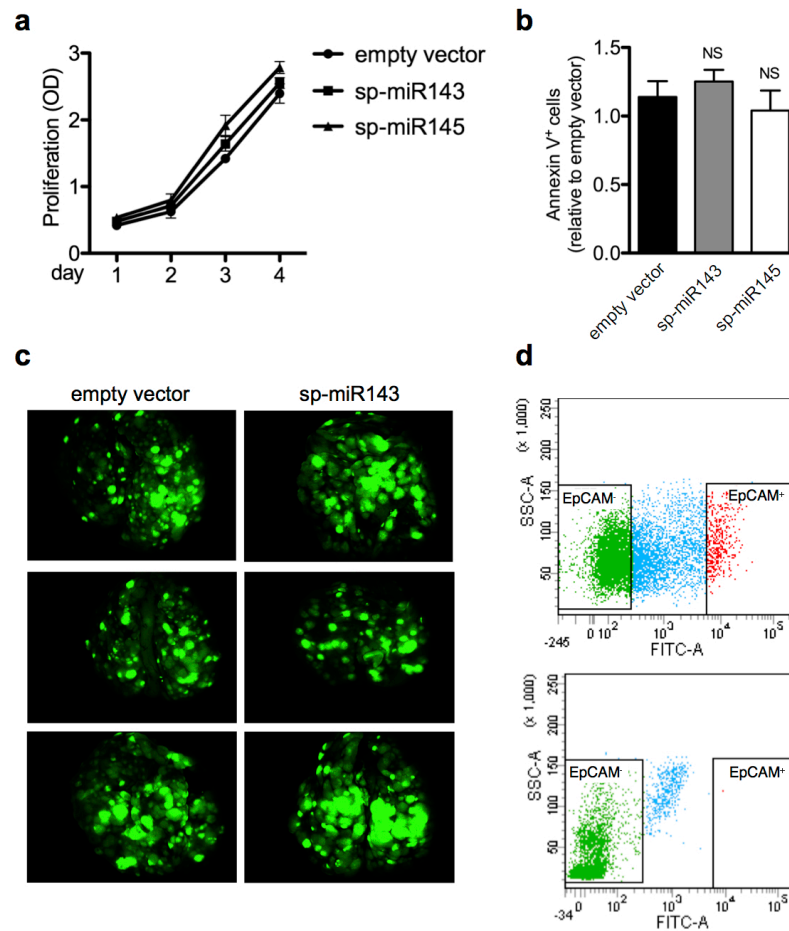 a
Proliferation (OD)
3
2
1
0
day 1 2 3 4
empty vector
sp-miR143
sp-miR145
b
Annexin V+ cells
(relative to empty vector)
1.5
1.0
0.5
0.0
NS
NS
empty vector
sp-miR143
sp-miR145
c
empty vector
sp-miR143
d
(x 1,000)
SSC-A
250
200
150
100
50
EpCAM-
EpCAM+
-245 0 10² 10³ 10⁴ 10⁵
FITC-A
(x 1,000)
SSC-A
250
200
150
100
50
EpCAM-
EpCAM+
-34 0 10² 10³ 10⁴ 10⁵
FITC-A